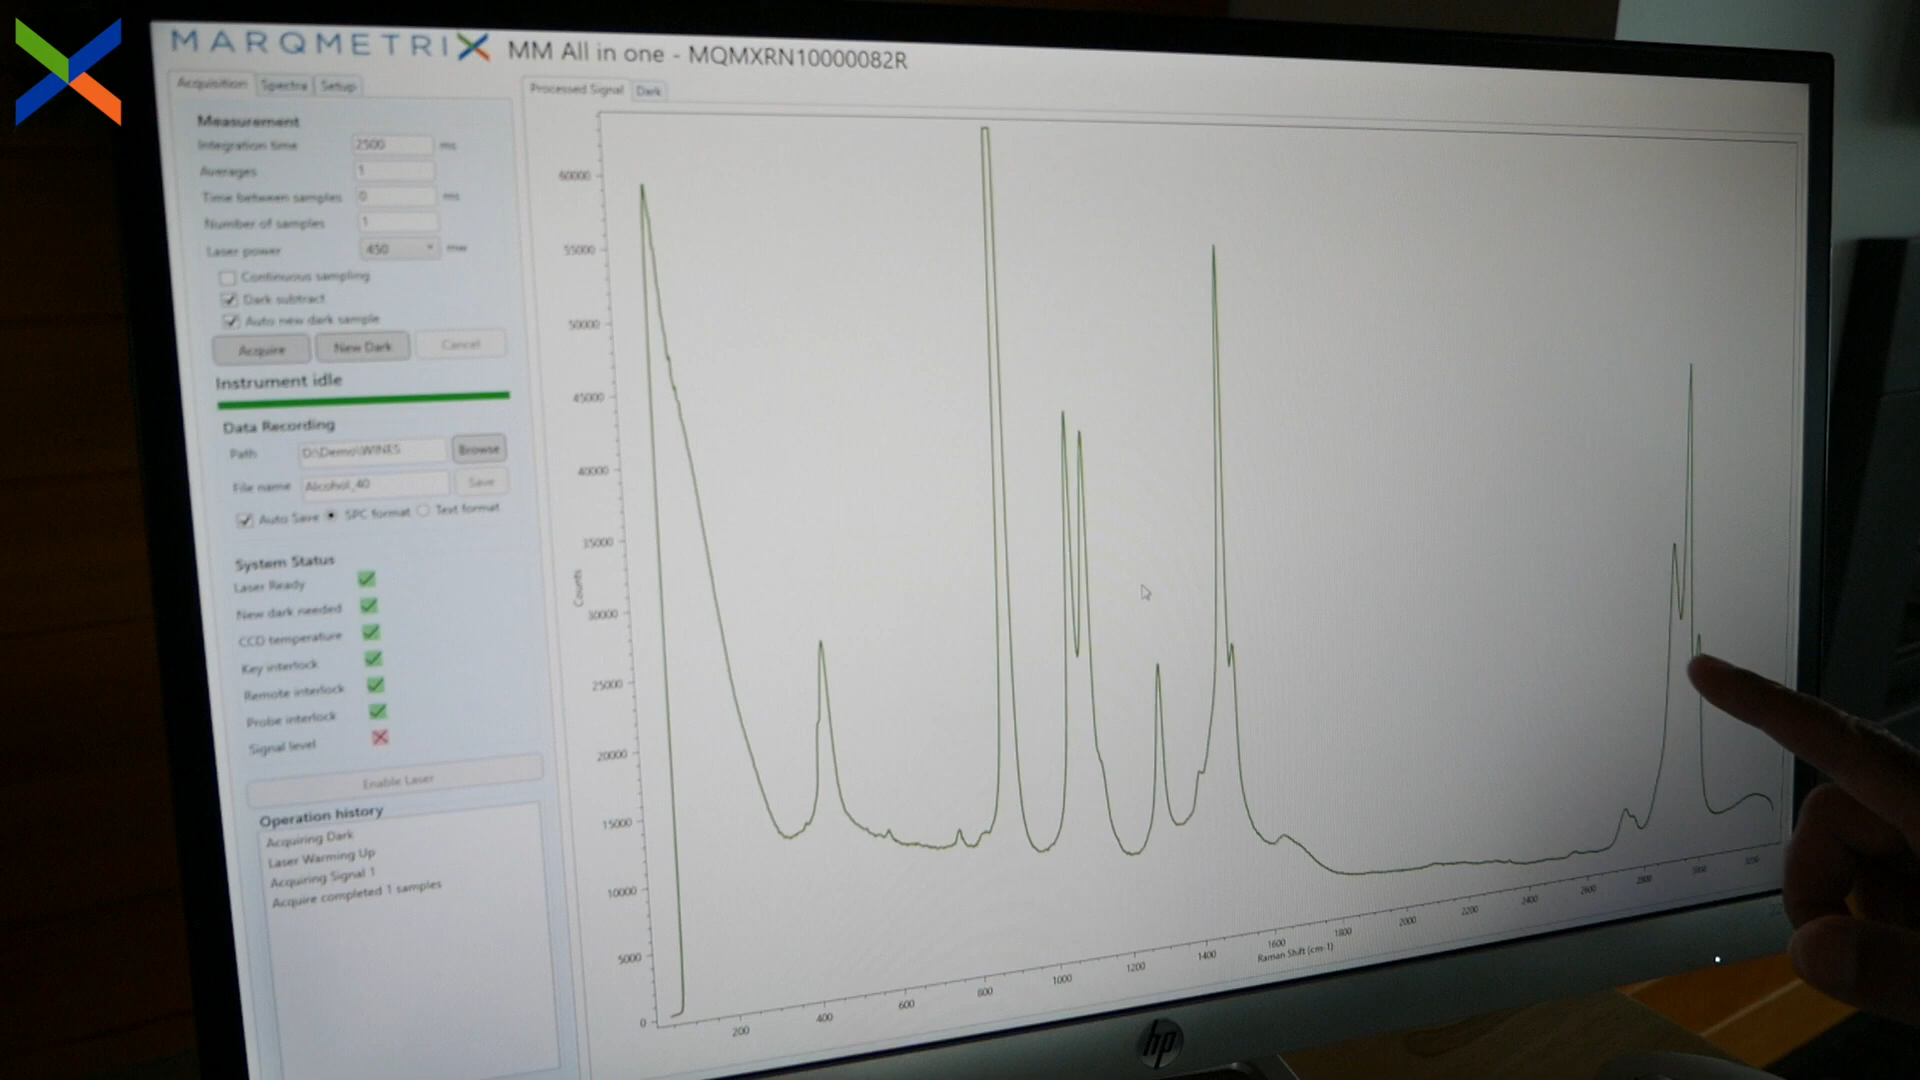 MARQMETRIX MM All in one - MQMXRN10000082R
Acquisition Spectra Setup
Processed Signal Dark
Measurement
Integration time 2500 ms
Averages 1
Time between samples 0 ms
Number of samples 1
Laser power 450 mw
Continuous sampling
Dark subtract
Auto new dark sample
Acquire New Dark Cancel
Instrument idle
Data Recording
Path D:\Demo\WINES Browse
File name Alcohol_40 Save
Auto Save SPC format Text format
System Status
Laser Ready
New dark needed
CCD temperature
Key interlock
Remote interlock
Probe interlock
Signal level
Enable Laser
Operation history
Acquiring Dark
Laser Warming Up
Acquiring Signal 1
Acquire completed 1 samples
60000
55000
50000
45000
40000
35000
30000
25000
20000
15000
10000
5000
0
Counts
200 400 600 800 1000 1200 1400 1600 1800 2000 2200 2400 2600 2800 3000 3200
Raman Shift (cm-1)
hp